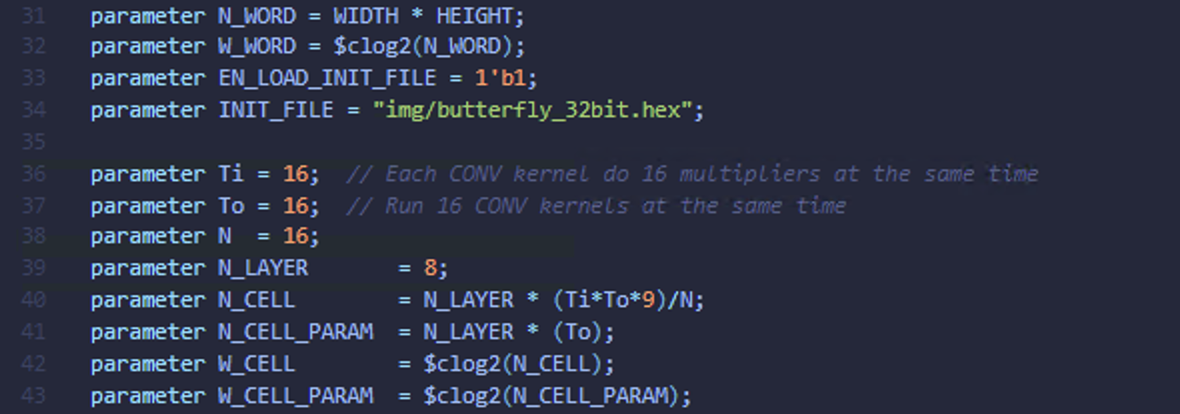 31 parameter N_WORD = WIDTH * HEIGHT;
32 parameter W_WORD = $clog2(N_WORD);
33 parameter EN_LOAD_INIT_FILE = 1'b1;
34 parameter INIT_FILE = "img/butterfly_32bit.hex";
35
36 parameter Ti = 16;  // Each CONV kernel do 16 multipliers at the same time
37 parameter To = 16;  // Run 16 CONV kernels at the same time
38 parameter N  = 16;
39 parameter N_LAYER       = 8;
40 parameter N_CELL        = N_LAYER * (Ti*To*9)/N;
41 parameter N_CELL_PARAM  = N_LAYER * (To);
42 parameter W_CELL        = $clog2(N_CELL);
43 parameter W_CELL_PARAM  = $clog2(N_CELL_PARAM);